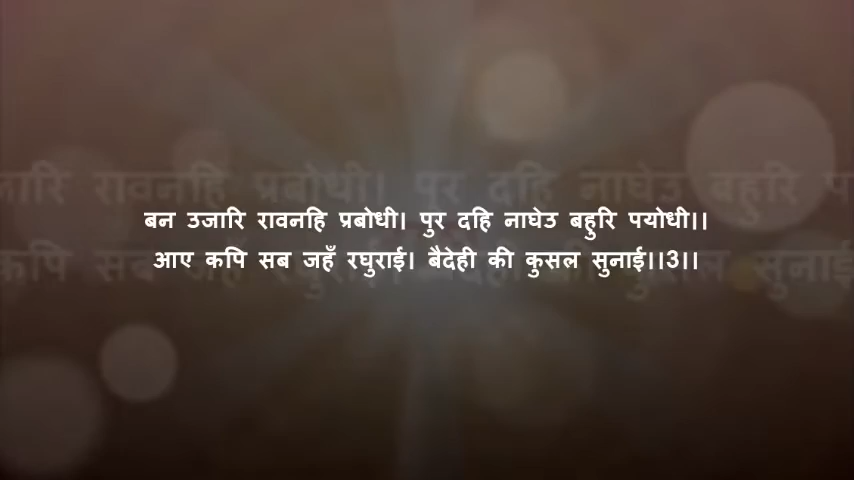 बन उजारि रावनहि प्रबोधी। पुर दहि नाघेउ बहुरि पयोधी।।
आए कपि सब जहँ रघुराई। बैदेही की कुसल सुनाई।।3।।